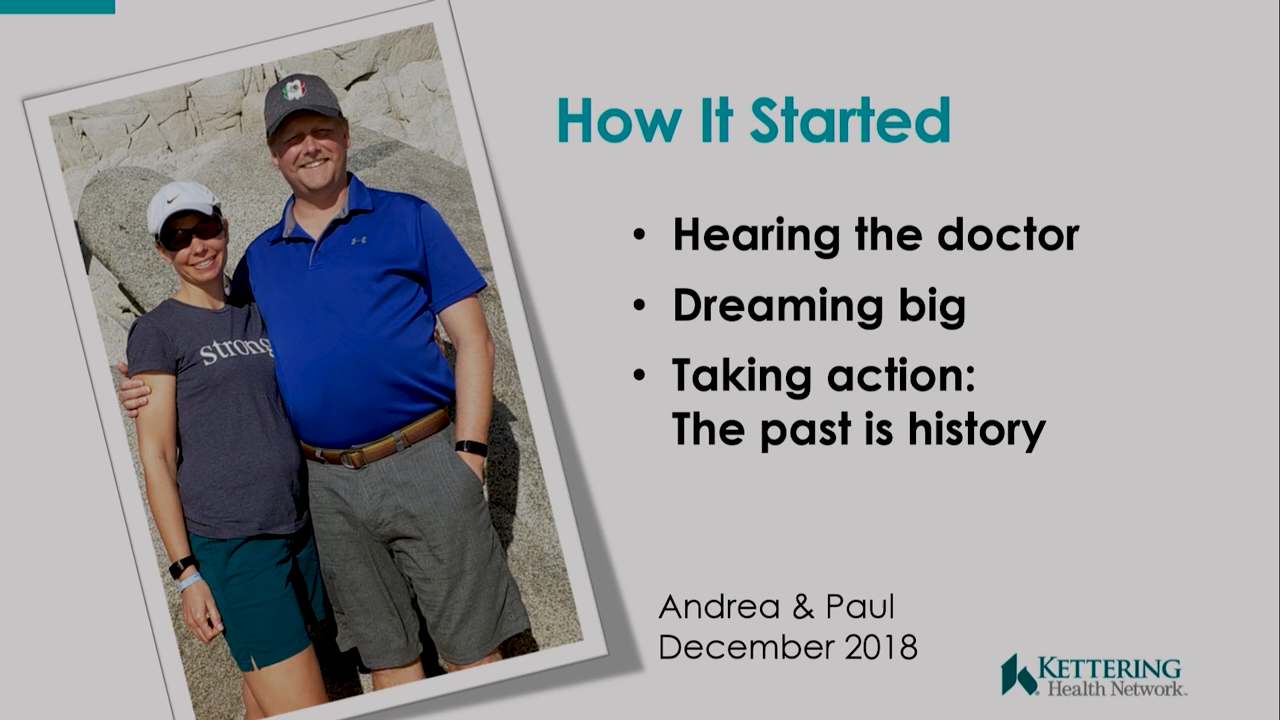 How It Started
• Hearing the doctor
• Dreaming big
• Taking action:
The past is history
strong
Andrea & Paul
December 2018
KETTERING
Health Network